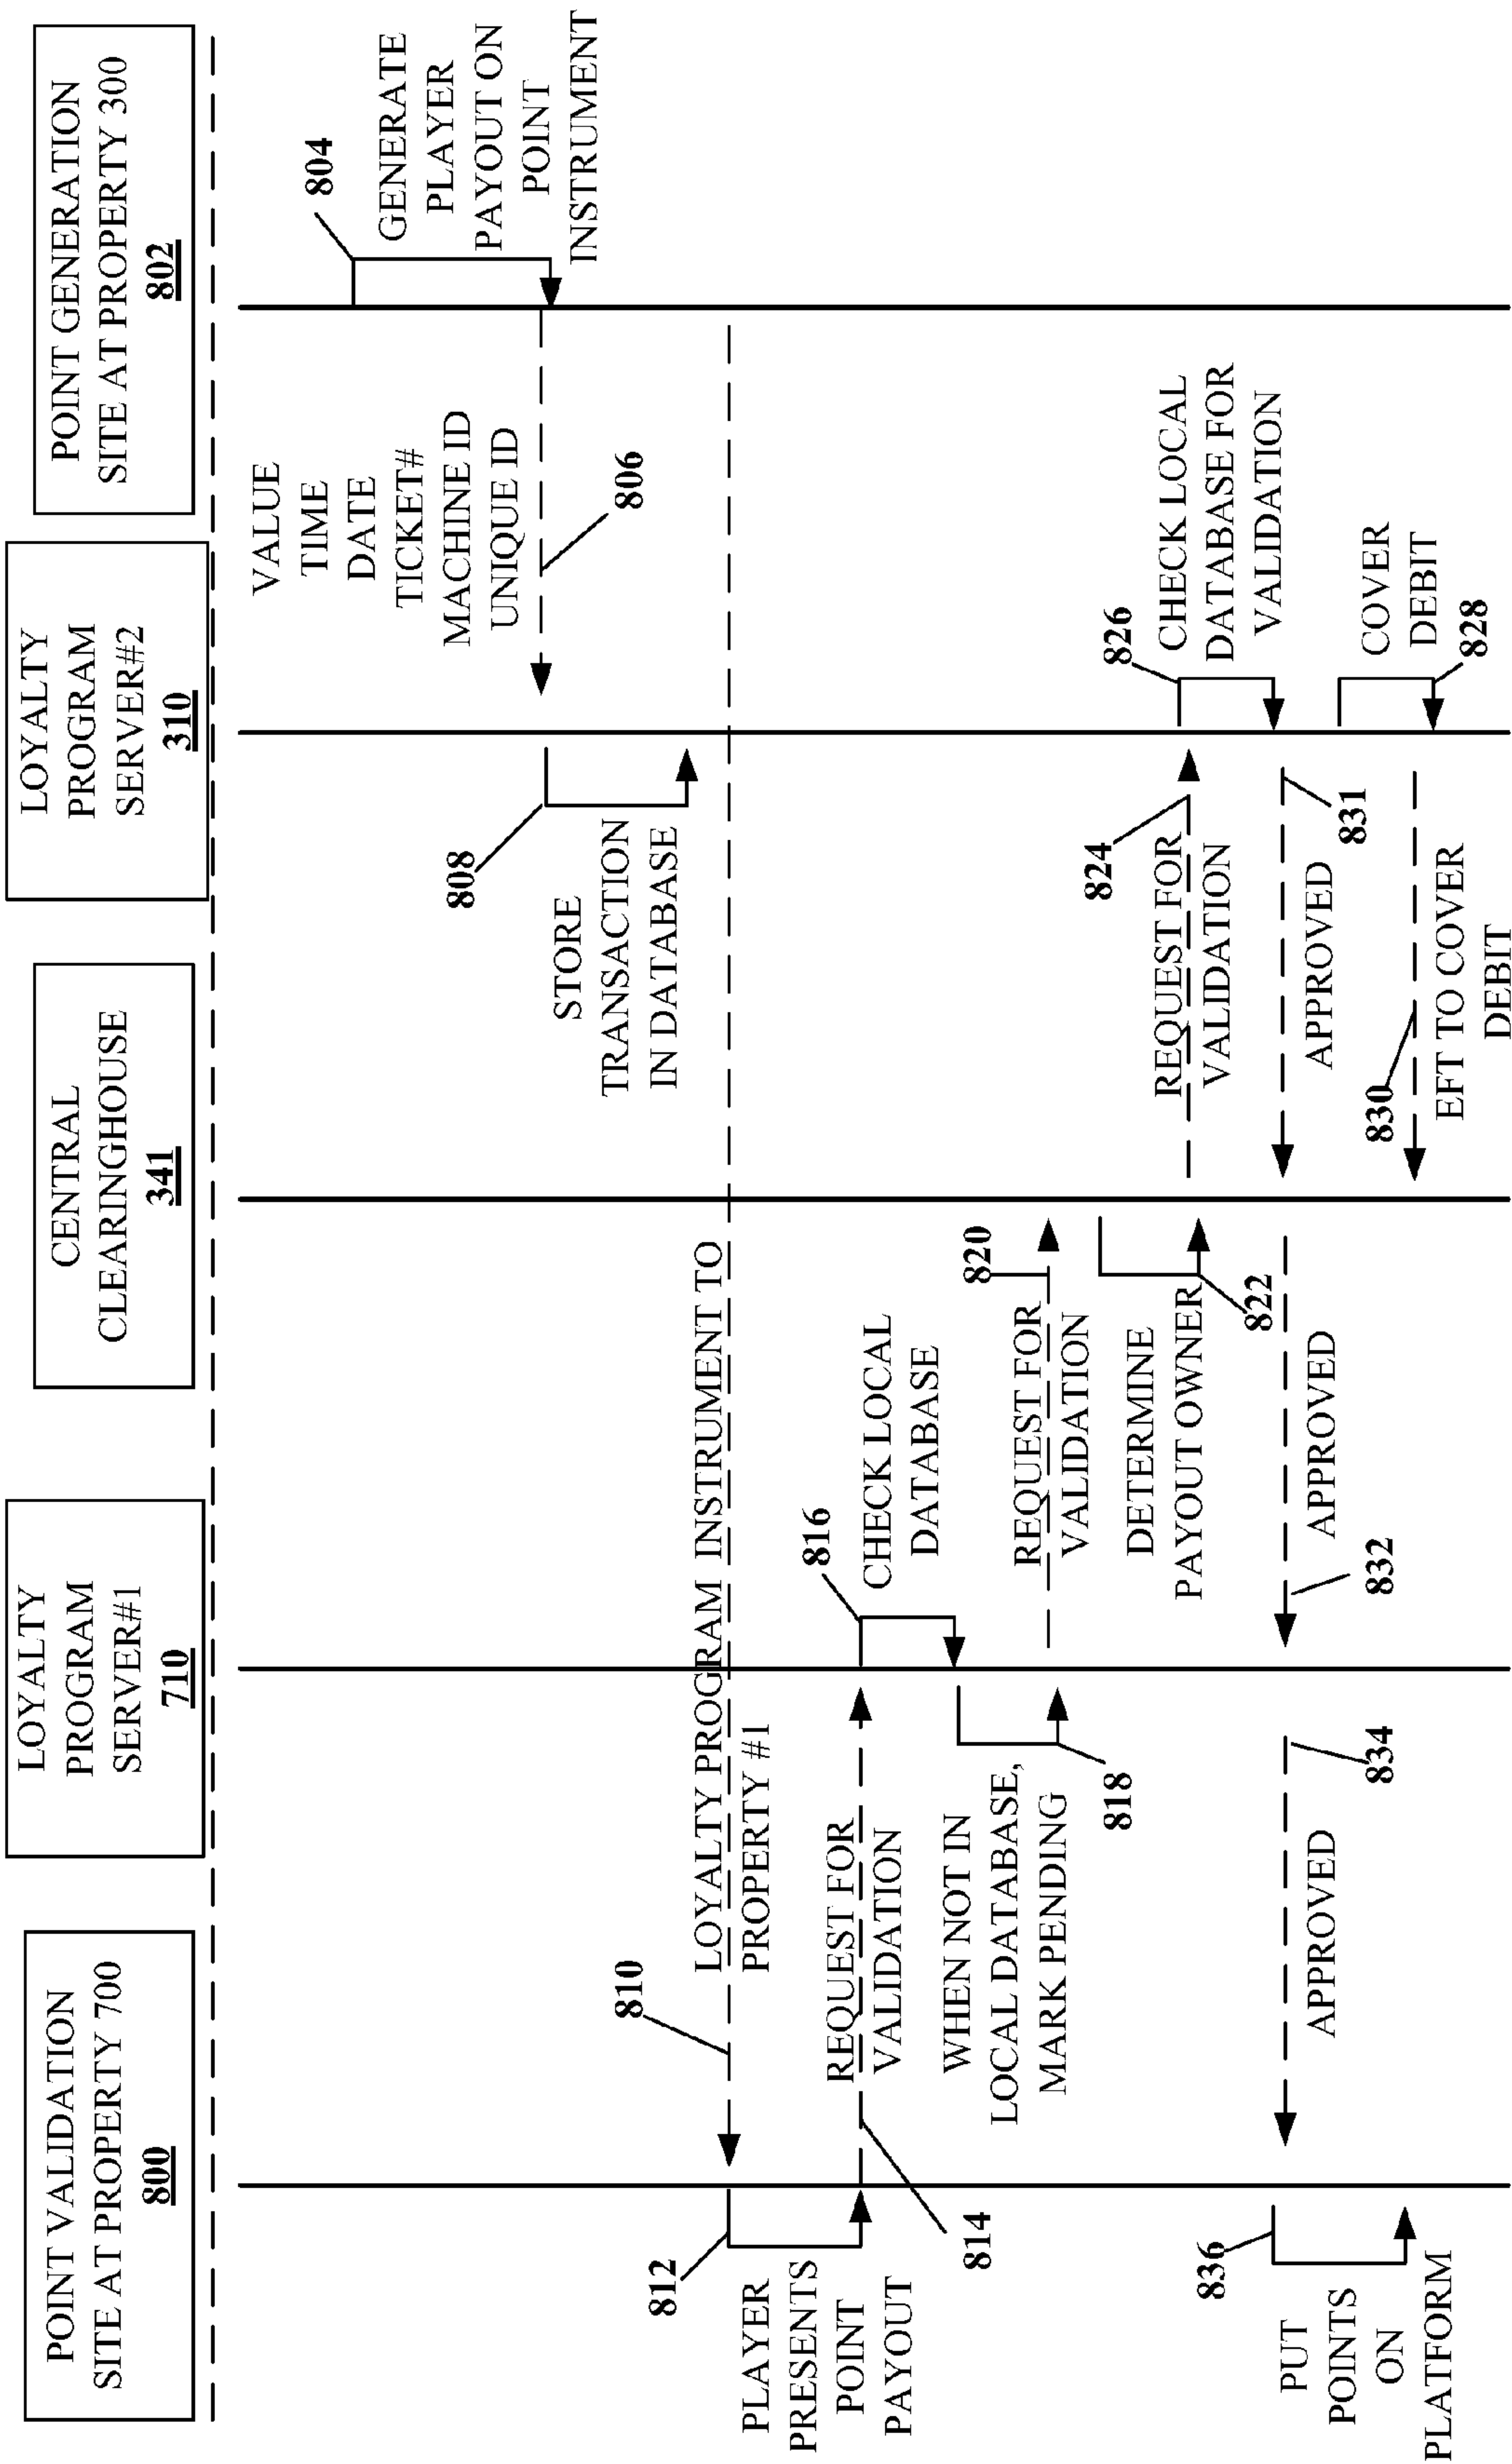 POINT VALIDATION
SITE AT PROPERTY 700
800
LOYALTY
PROGRAM
SERVER#1
710
CENTRAL
CLEARINGHOUSE
341
LOYALTY
PROGRAM
SERVER#2
310
POINT GENERATION
SITE AT PROPERTY 300
802
804
GENERATE
PLAYER
PAYOUT ON
POINT
INSTRUMENT
VALUE
TIME
DATE
TICKET#
MACHINE ID
UNIQUE ID
806
808
STORE
TRANSACTION
IN DATABASE
810
LOYALTY PROGRAM INSTRUMENT TO
PROPERTY #1
812
PLAYER
PRESENTS
POINT
PAYOUT
814
REQUEST FOR
VALIDATION
816
CHECK LOCAL
DATABASE
WHEN NOT IN
LOCAL DATABASE,
MARK PENDING
818
820
REQUEST FOR
VALIDATION
DETERMINE
PAYOUT OWNER
822
824
REQUEST FOR
VALIDATION
826
CHECK LOCAL
DATABASE FOR
VALIDATION
COVER
DEBIT
828
831
APPROVED
830
EFT TO COVER
DEBIT
APPROVED
832
834
APPROVED
836
PUT
POINTS
ON
PLATFORM